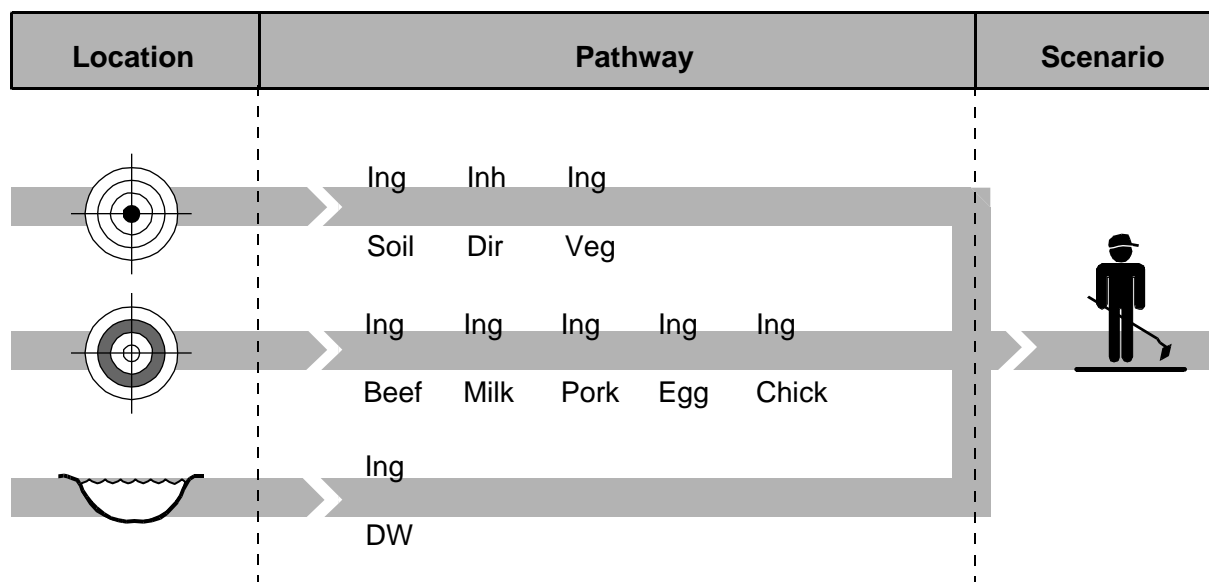 Location Pathway Scenario
Ing Inh Ing
Soil Dir Veg
Ing Ing Ing Ing Ing
Beef Milk Pork Egg Chick
Ing
DW